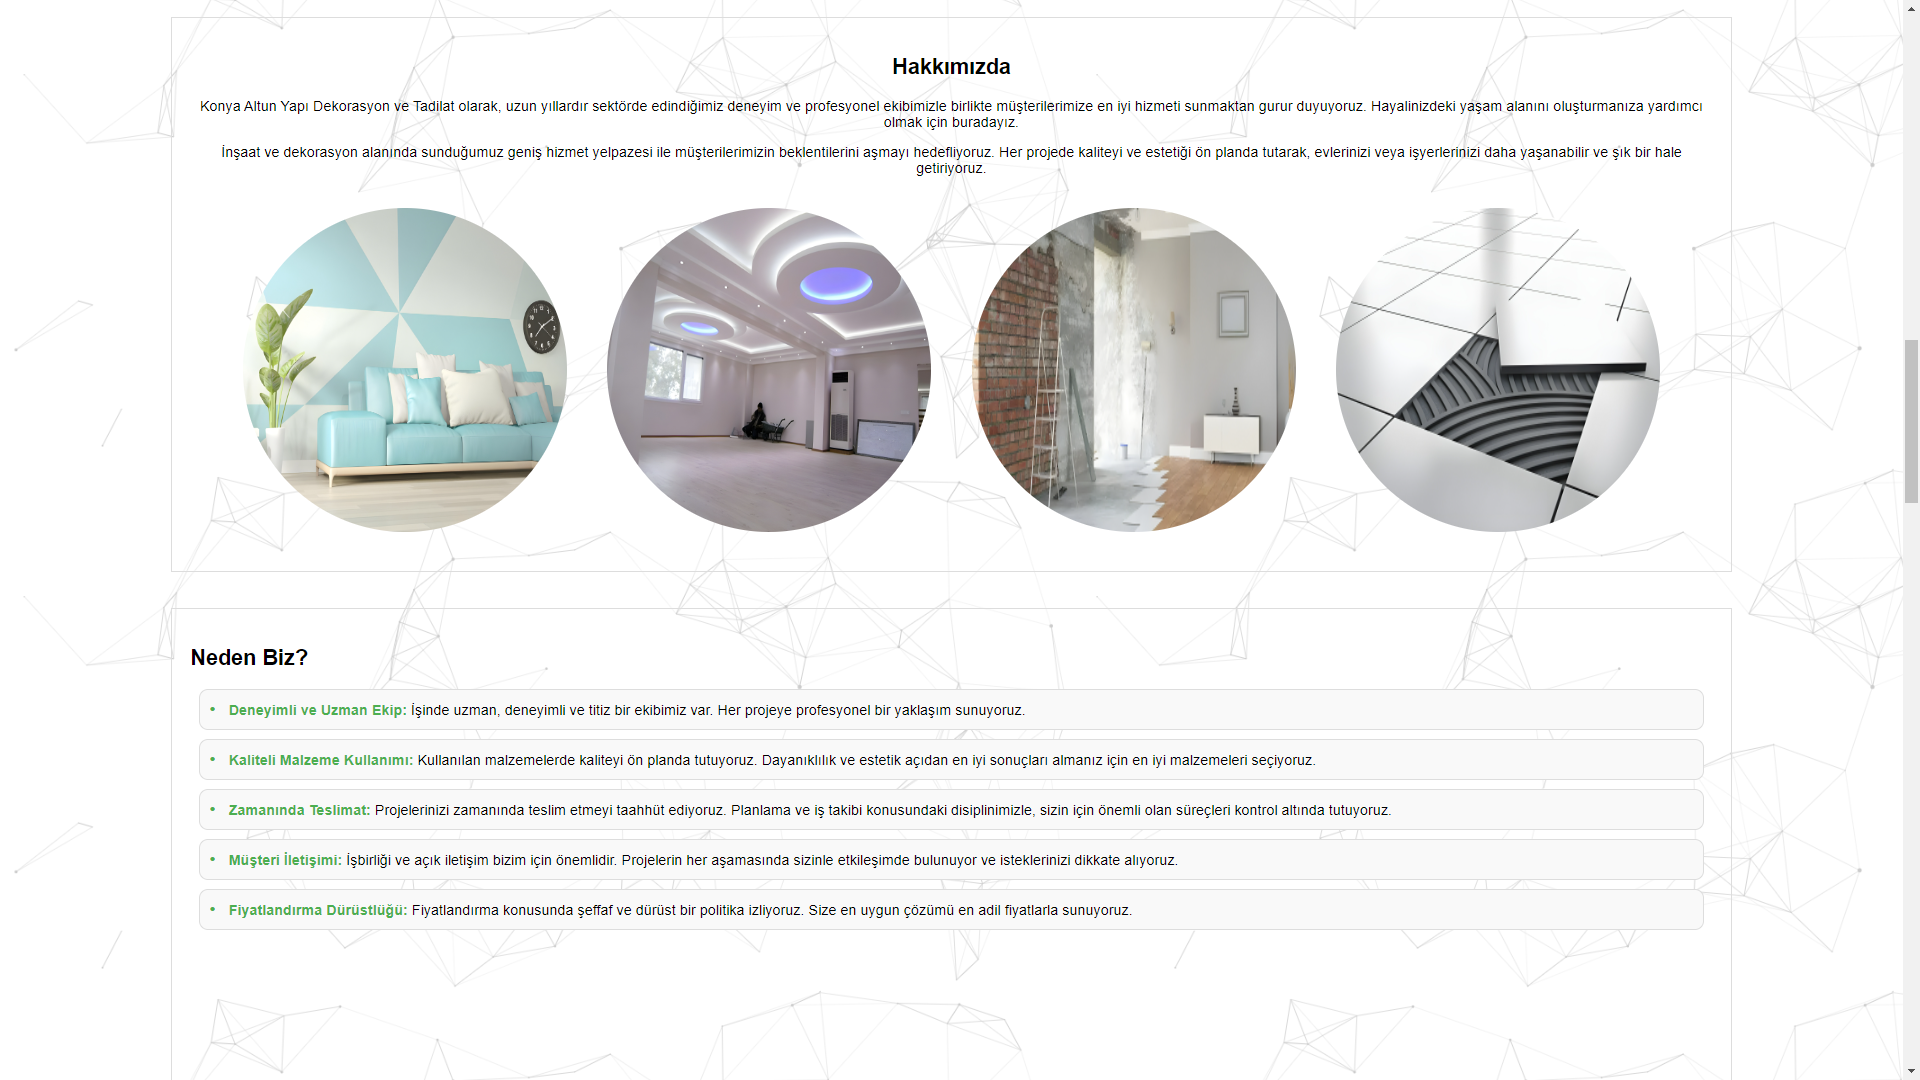 Hakkımızda
Konya Altun Yapı Dekorasyon ve Tadilat olarak, uzun yıllardır sektörde edindiğimiz deneyim ve profesyonel ekibimizle birlikte müşterilerimize en iyi hizmeti sunmaktan gurur duyuyoruz. Hayalinizdeki yaşam alanını oluşturmanıza yardımcı
olmak için buradayız.
İnşaat ve dekorasyon alanında sunduğumuz geniş hizmet yelpazesi ile müşterilerimizin beklentilerini aşmayı hedefliyoruz. Her projede kaliteyi ve estetiği ön planda tutarak, evlerinizi veya işyerlerinizi daha yaşanabilir ve şık bir hale
getiriyoruz.
Neden Biz?
• Deneyimli ve Uzman Ekip: İşinde uzman, deneyimli ve titiz bir ekibimiz var. Her projeye profesyonel bir yaklaşım sunuyoruz.
• Kaliteli Malzeme Kullanımı: Kullanılan malzemelerde kaliteyi ön planda tutuyoruz. Dayanıklılık ve estetik açıdan en iyi sonuçları almanız için en iyi malzemeleri seçiyoruz.
• Zamanında Teslimat: Projelerinizi zamanında teslim etmeyi taahhüt ediyoruz. Planlama ve iş takibi konusundaki disiplinimizle, sizin için önemli olan süreçleri kontrol altında tutuyoruz.
• Müşteri İletişimi: İşbirliği ve açık iletişim bizim için önemlidir. Projelerin her aşamasında sizinle etkileşimde bulunuyor ve isteklerinizi dikkate alıyoruz.
• Fiyatlandırma Dürüstlüğü: Fiyatlandırma konusunda şeffaf ve dürüst bir politika izliyoruz. Size en uygun çözümü en adil fiyatlarla sunuyoruz.